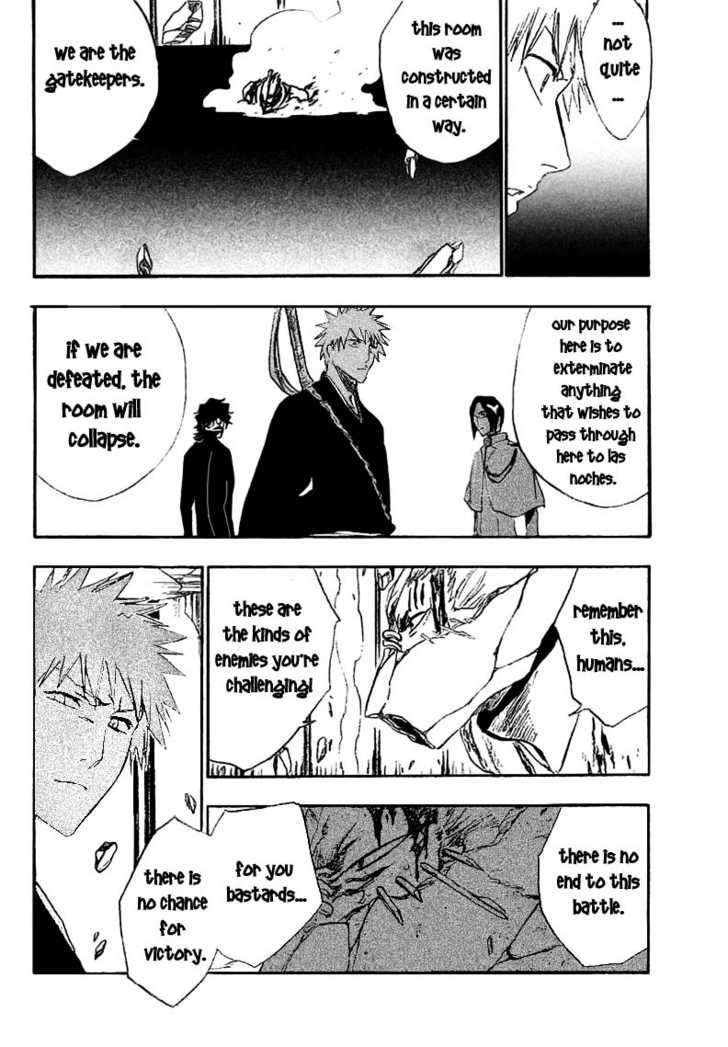 ...
not
quite
...
this room
was
constructed
in a certain
way.
we are the
gatekeepers.
our purpose
here is to
exterminate
anything
that wishes to
pass through
here to las
noches.
if we are
defeated, the
room will
collapse.
remember
this,
humans...
these are
the kinds of
enemies you're
challenging!
there is no
end to this
battle.
for you
bastards...
there is
no chance
for
victory.